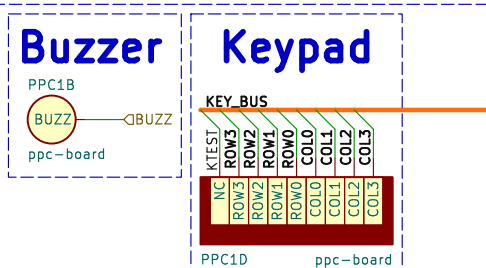 Buzzer
PPC1B
BUZZ
BUZZ
ppc-board
Keypad
KEY_BUS
KTEST
ROW3
ROW2
ROW1
ROW0
COL0
COL1
COL2
COL3
NC
ROW3
ROW2
ROW1
ROW0
COL0
COL1
COL2
COL3
PPC1D
ppc-board